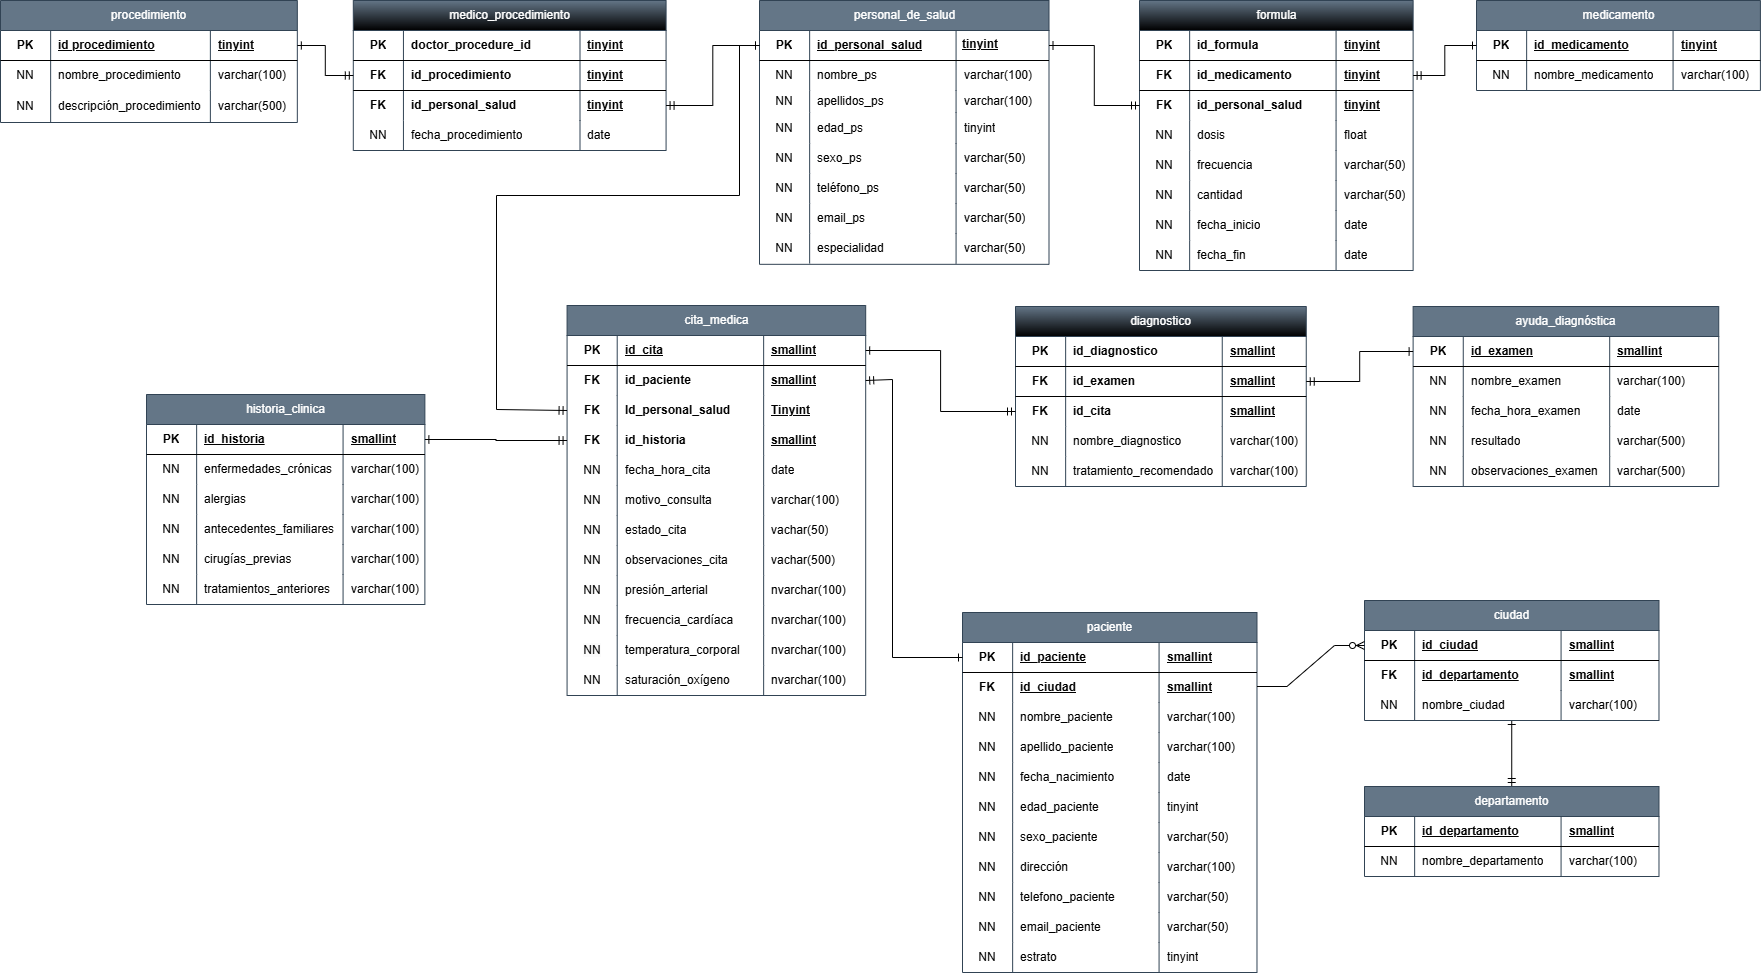 procedimiento
PK id_procedimiento tinyint
NN nombre_procedimiento varchar(100)
NN descripción_procedimiento varchar(500)
medico_procedimiento
PK doctor_procedure_id tinyint
FK id_procedimiento tinyint
FK id_personal_salud tinyint
NN fecha_procedimiento date
personal_de_salud
PK id_personal_salud tinyint
NN nombre_ps varchar(100)
NN apellidos_ps varchar(100)
NN edad_ps tinyint
NN sexo_ps varchar(50)
NN teléfono_ps varchar(50)
NN email_ps varchar(50)
NN especialidad varchar(50)
formula
PK id_formula tinyint
FK id_medicamento tinyint
FK id_personal_salud tinyint
NN dosis float
NN frecuencia varchar(50)
NN cantidad varchar(50)
NN fecha_inicio date
NN fecha_fin date
medicamento
PK id_medicamento tinyint
NN nombre_medicamento varchar(100)
historia_clinica
PK id_historia smallint
NN enfermedades_crónicas varchar(100)
NN alergias varchar(100)
NN antecedentes_familiares varchar(100)
NN cirugías_previas varchar(100)
NN tratamientos_anteriores varchar(100)
cita_medica
PK id_cita smallint
FK id_paciente smallint
FK Id_personal_salud Tinyint
FK id_historia smallint
NN fecha_hora_cita date
NN motivo_consulta varchar(100)
NN estado_cita vachar(50)
NN observaciones_cita vachar(500)
NN presión_arterial nvarchar(100)
NN frecuencia_cardíaca nvarchar(100)
NN temperatura_corporal nvarchar(100)
NN saturación_oxígeno nvarchar(100)
diagnostico
PK id_diagnostico smallint
FK id_examen smallint
FK id_cita smallint
NN nombre_diagnostico varchar(100)
NN tratamiento_recomendado varchar(100)
ayuda_diagnóstica
PK id_examen smallint
NN nombre_examen varchar(100)
NN fecha_hora_examen date
NN resultado varchar(500)
NN observaciones_examen varchar(500)
paciente
PK id_paciente smallint
FK id_ciudad smallint
NN nombre_paciente varchar(100)
NN apellido_paciente varchar(100)
NN fecha_nacimiento date
NN edad_paciente tinyint
NN sexo_paciente varchar(50)
NN dirección varchar(100)
NN telefono_paciente varchar(50)
NN email_paciente varchar(50)
NN estrato tinyint
ciudad
PK id_ciudad smallint
FK id_departamento smallint
NN nombre_ciudad varchar(100)
departamento
PK id_departamento smallint
NN nombre_departamento varchar(100)